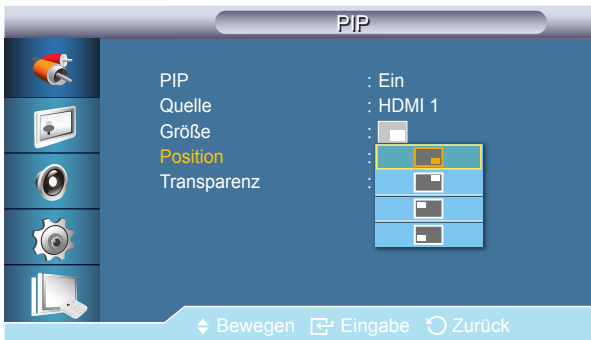 PIP
PIP : Ein
Quelle : HDMI 1
Größe :
Position :
Transparenz :
Bewegen Eingabe Zurück